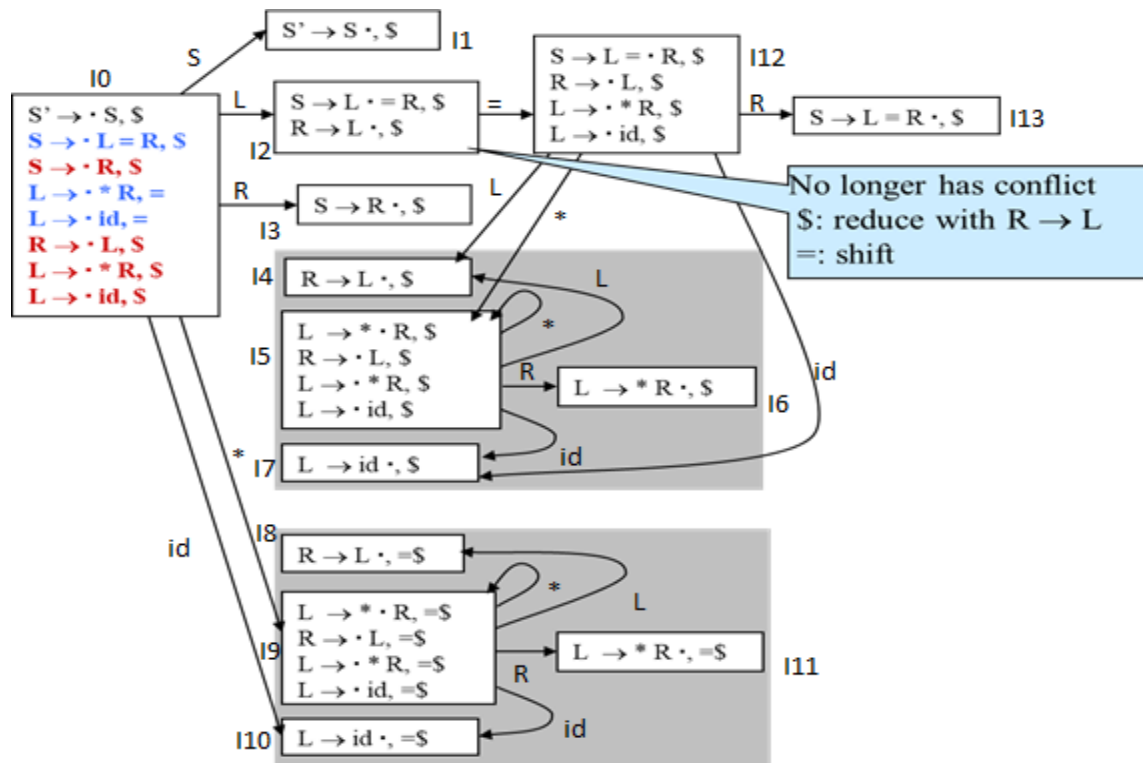 S' → S ·, $
I1
S
I0
S' → · S, $
S → · L = R, $
S → · R, $
L → · * R, =
L → · id, =
R → · L, $
L → · * R, $
L → · id, $
L
S → L · = R, $
R → L ·, $
I2
=
S → L = · R, $
R → · L, $
L → · * R, $
L → · id, $
I12
R
S → L = R ·, $
I13
R
S → R ·, $
I3
L
*
No longer has conflict
$: reduce with R → L
=: shift
I4
R → L ·, $
L
I5
L → * · R, $
R → · L, $
L → · * R, $
L → · id, $
*
R
L → * R ·, $
I6
id
I7
L → id ·, $
id
*
id
I8
R → L ·, =$
L
I9
L → * · R, =$
R → · L, =$
L → · * R, =$
L → · id, =$
*
R
L → * R ·, =$
I11
id
I10
L → id ·, =$